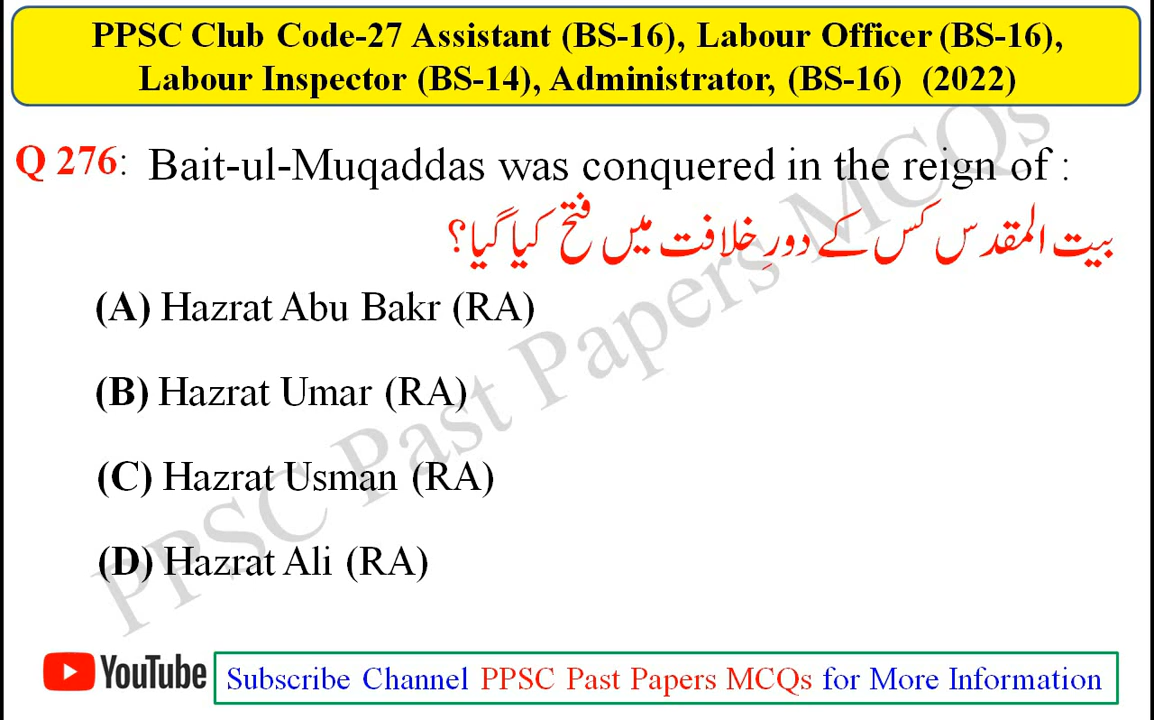 PPSC Club Code-27 Assistant (BS-16), Labour Officer (BS-16),
Labour Inspector (BS-14), Administrator, (BS-16) (2022)
Q 276: Bait-ul-Muqaddas was conquered in the reign of :
بیت المقدس کس کے دورِ خلافت میں فتح کیا گیا؟
(A) Hazrat Abu Bakr (RA)
(B) Hazrat Umar (RA)
(C) Hazrat Usman (RA)
(D) Hazrat Ali (RA)
PPSC Past Papers MCQs
YouTube Subscribe Channel PPSC Past Papers MCQs for More Information